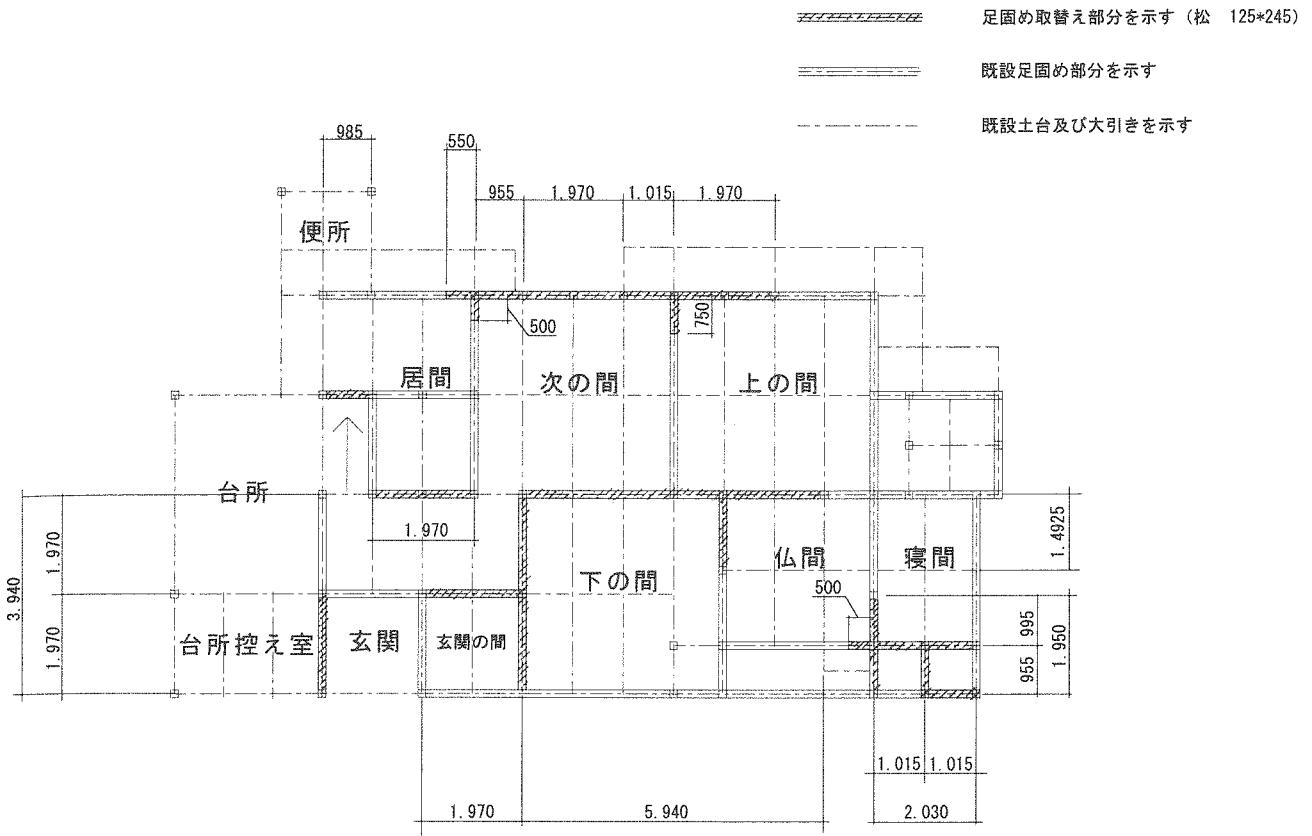 足固め取替え部分を示す（松　125*245）
既設足固め部分を示す
既設土台及び大引きを示す
985
550
955
1.970
1.015
1.970
便所
500
750
居間
次の間
上の間
台所
1.970
3.940
1.970
1.970
下の間
仏間
寝間
1.4925
500
995
955
1.950
台所控え室
玄関
玄関の間
1.015
1.015
1.970
5.940
2.030